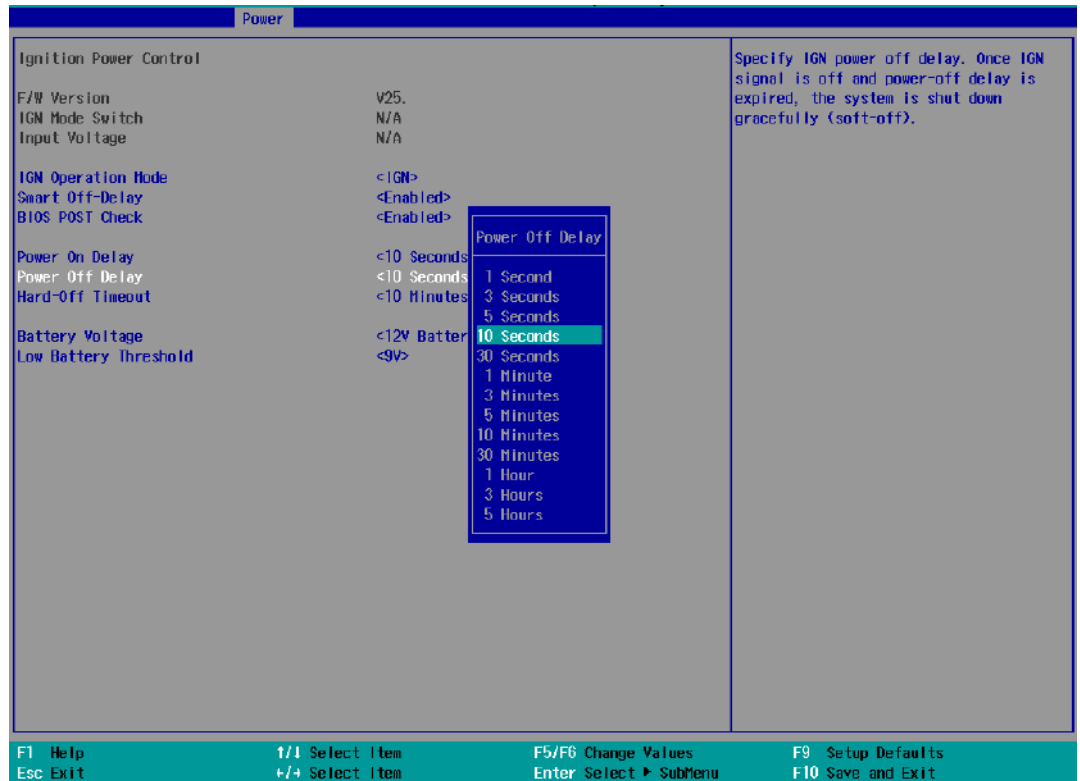 Power
Ignition Power Control
F/W Version V25.
IGN Mode Switch N/A
Input Voltage N/A
IGN Operation Mode <IGN>
Smart Off-Delay <Enabled>
BIOS POST Check <Enabled>
Power On Delay <10 Seconds
Power Off Delay <10 Seconds
Hard-Off Timeout <10 Minutes
Battery Voltage <12V Batter
Low Battery Threshold <9V>
Power Off Delay
1 Second
3 Seconds
5 Seconds
10 Seconds
30 Seconds
1 Minute
3 Minutes
5 Minutes
10 Minutes
30 Minutes
1 Hour
3 Hours
5 Hours
Specify IGN power off delay. Once IGN
signal is off and power-off delay is
expired, the system is shut down
gracefully (soft-off).
F1 Help ↑/↓ Select Item F5/F6 Change Values F9 Setup Defaults
Esc Exit ←/→ Select Item Enter Select ▶ SubMenu F10 Save and Exit